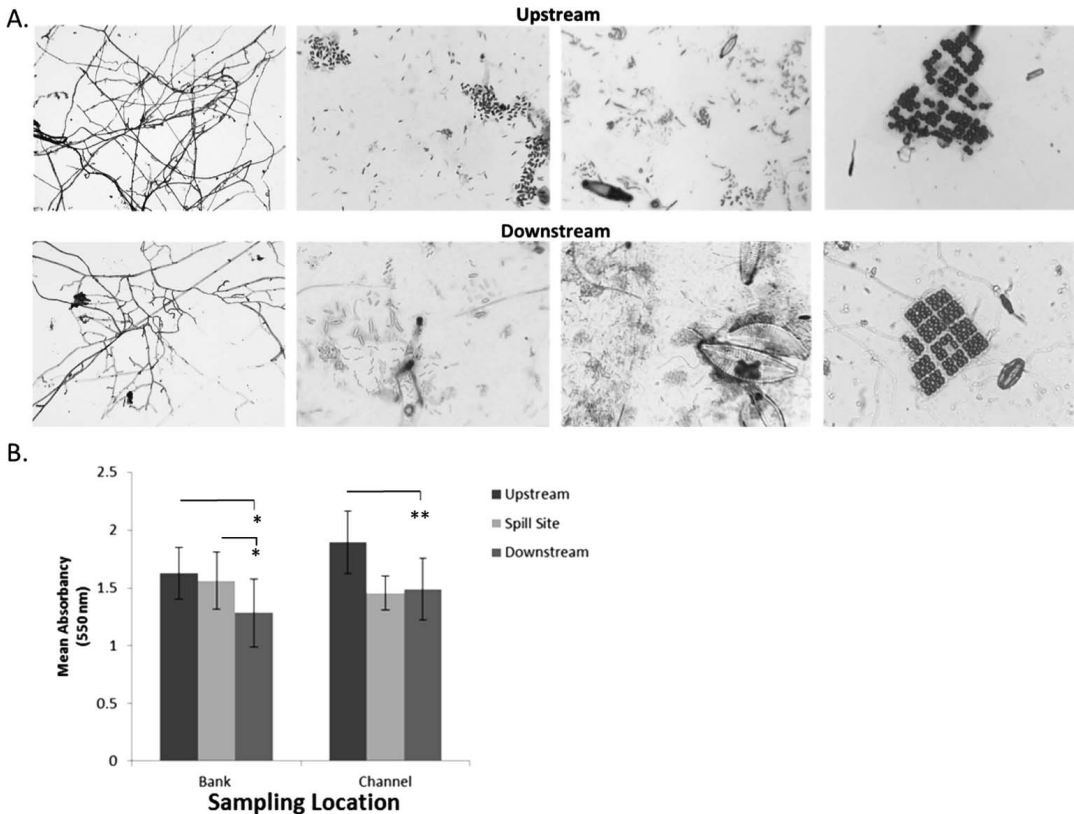 A.
Upstream
Downstream
B.
2.5
2
1.5
1
0.5
0
Mean Absorbancy
(550 nm)
*
*
**
Upstream
Spill Site
Downstream
Bank
Channel
Sampling Location